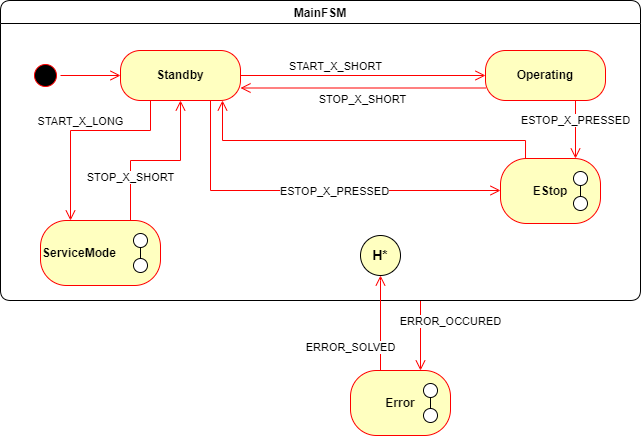 MainFSM
Standby
START_X_SHORT
Operating
STOP_X_SHORT
START_X_LONG
ESTOP_X_PRESSED
STOP_X_SHORT
ESTOP_X_PRESSED
EStop
ServiceMode
H*
ERROR_OCCURED
ERROR_SOLVED
Error